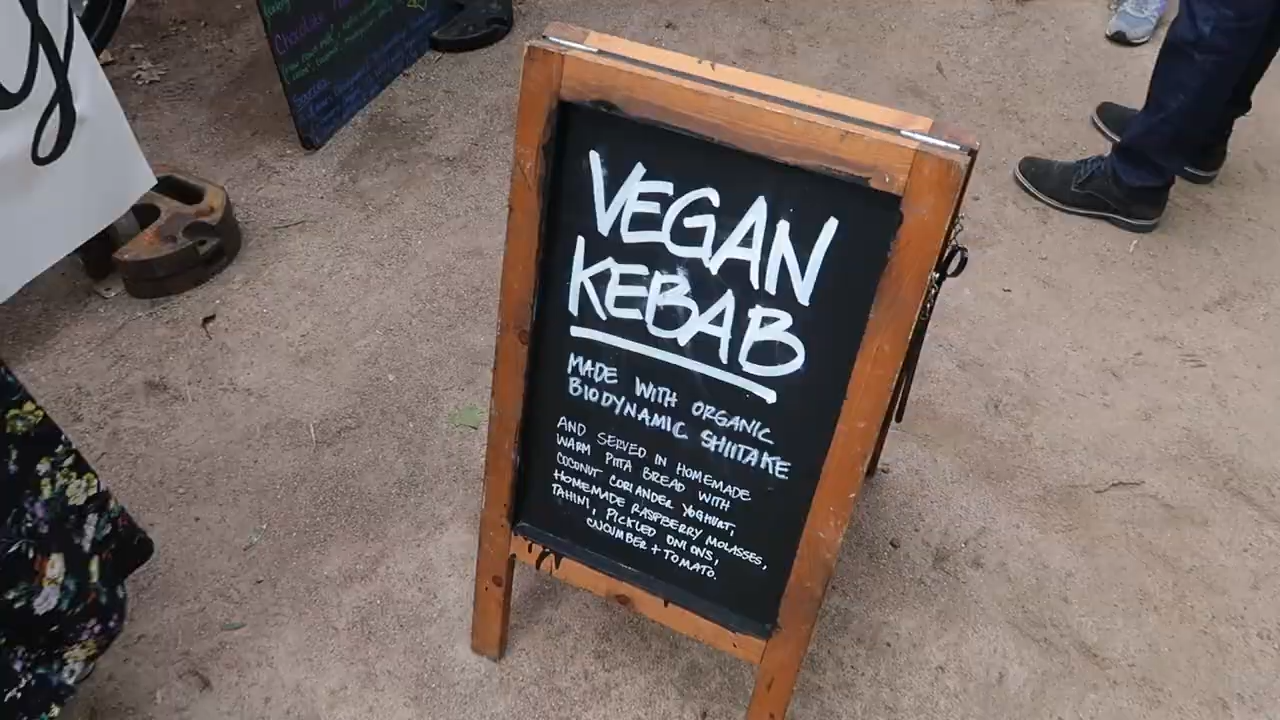 y
Chocolate
VEGAN
KEBAB
MADE WITH ORGANIC
BIODYNAMIC SHIITAKE
AND SERVED IN HOMEMADE
WARM PITTA BREAD WITH
COCONUT CORIANDER YOGHURT,
HOMEMADE RASPBERRY MOLASSES,
TAHINI, PICKLED ONIONS,
CUCUMBER + TOMATO.